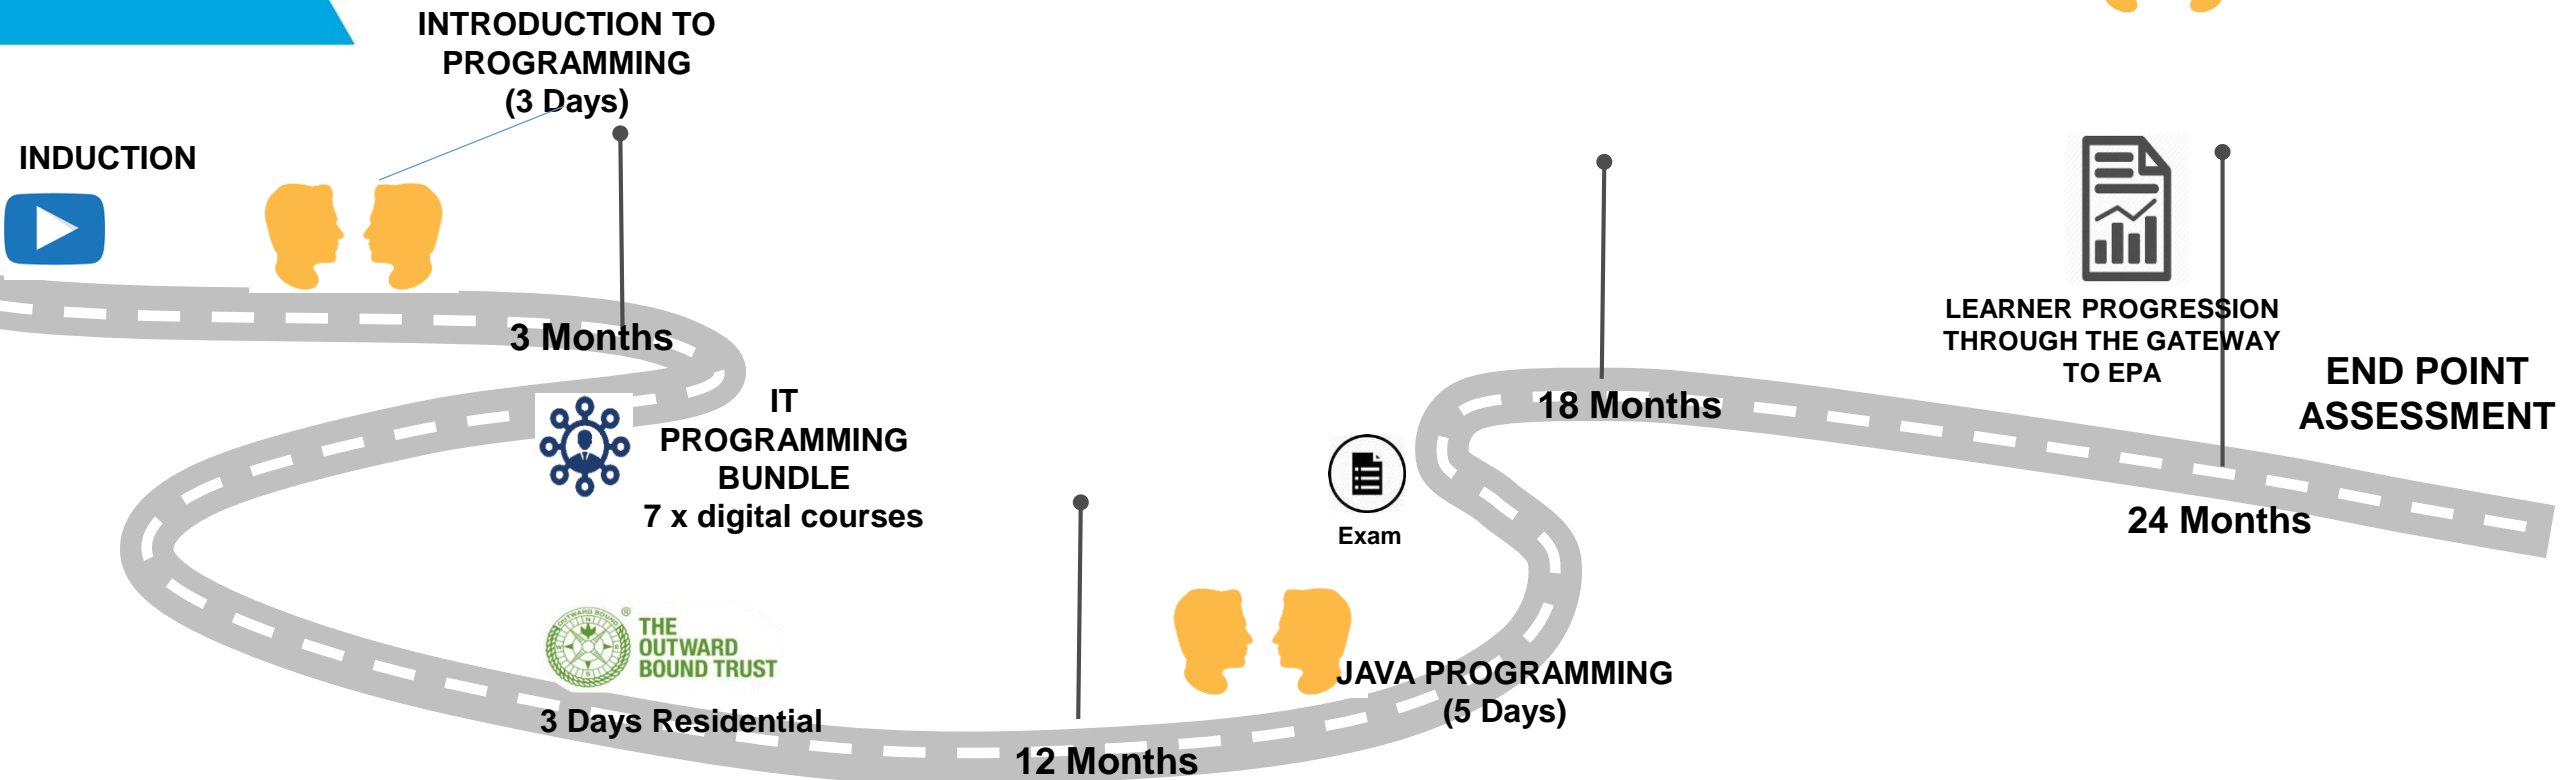 INTRODUCTION TO
PROGRAMMING
(3 Days)
INDUCTION
3 Months
IT
PROGRAMMING
BUNDLE
7 x digital courses
THE
OUTWARD
BOUND TRUST
®
OUTWARD BOUND
3 Days Residential
12 Months
JAVA PROGRAMMING
(5 Days)
Exam
18 Months
LEARNER PROGRESSION
THROUGH THE GATEWAY
TO EPA
24 Months
END POINT
ASSESSMENT